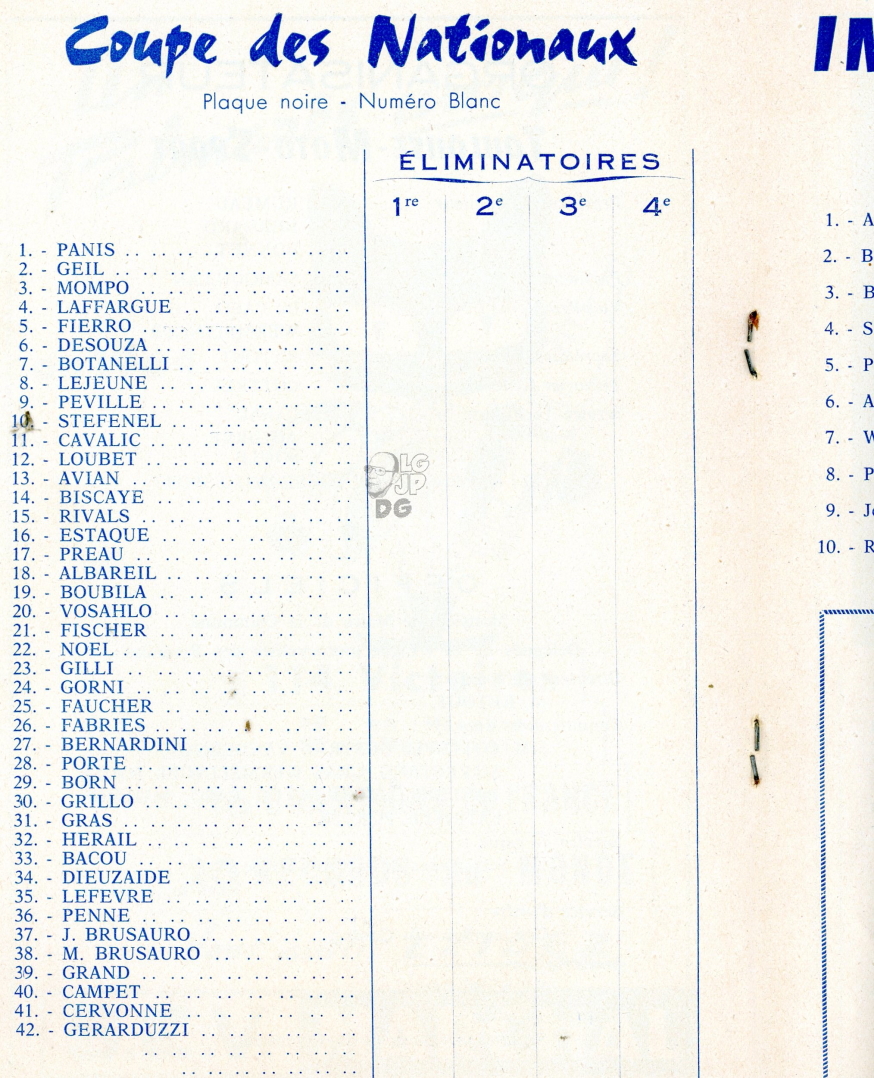 Coupe des Nationaux
Plaque noire - Numéro Blanc
ÉLIMINATOIRES
1re 2e 3e 4e
1. - PANIS
2. - GEIL
3. - MOMPO
4. - LAFFARGUE
5. - FIERRO
6. - DESOUZA
7. - BOTANELLI
8. - LEJEUNE
9. - PEVILLE
10. - STEFENEL
11. - CAVALIC
12. - LOUBET
13. - AVIAN
14. - BISCAYE
15. - RIVALS
16. - ESTAQUE
17. - PREAU
18. - ALBAREIL
19. - BOUBILA
20. - VOSAHLO
21. - FISCHER
22. - NOEL
23. - GILLI
24. - GORNI
25. - FAUCHER
26. - FABRIES
27. - BERNARDINI
28. - PORTE
29. - BORN
30. - GRILLO
31. - GRAS
32. - HERAIL
33. - BACOU
34. - DIEUZAIDE
35. - LEFEVRE
36. - PENNE
37. - J. BRUSAURO
38. - M. BRUSAURO
39. - GRAND
40. - CAMPET
41. - CERVONNE
42. - GERARDUZZI
LG
JP
DG
1. - A
2. - B
3. - B
4. - S
5. - P
6. - A
7. - W
8. - P
9. - J
10. - R